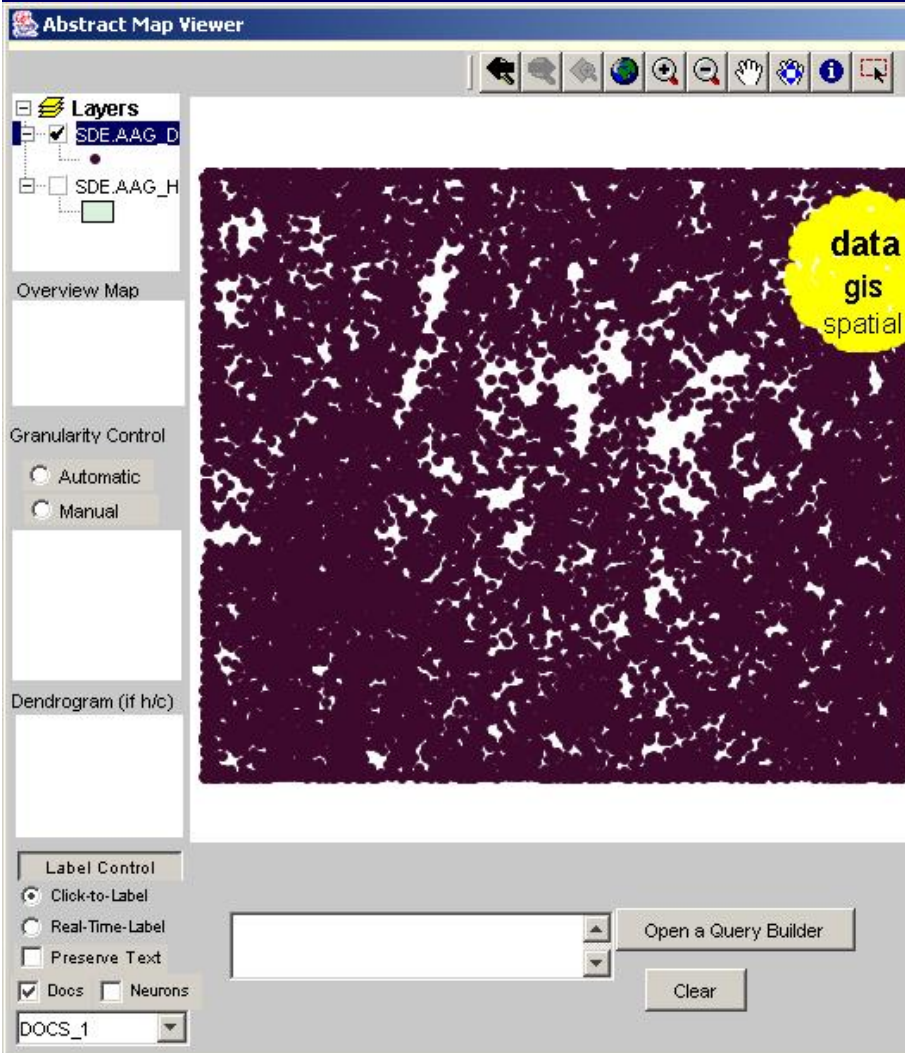 Abstract Map Viewer
Layers
SDE.AAG_D
SDE.AAG_H
data
gis
spatial
Overview Map
Granularity Control
Automatic
Manual
Dendrogram (if h/c)
Label Control
Click-to-Label
Real-Time-Label
Preserve Text
Docs Neurons
DOCS_1
Open a Query Builder
Clear